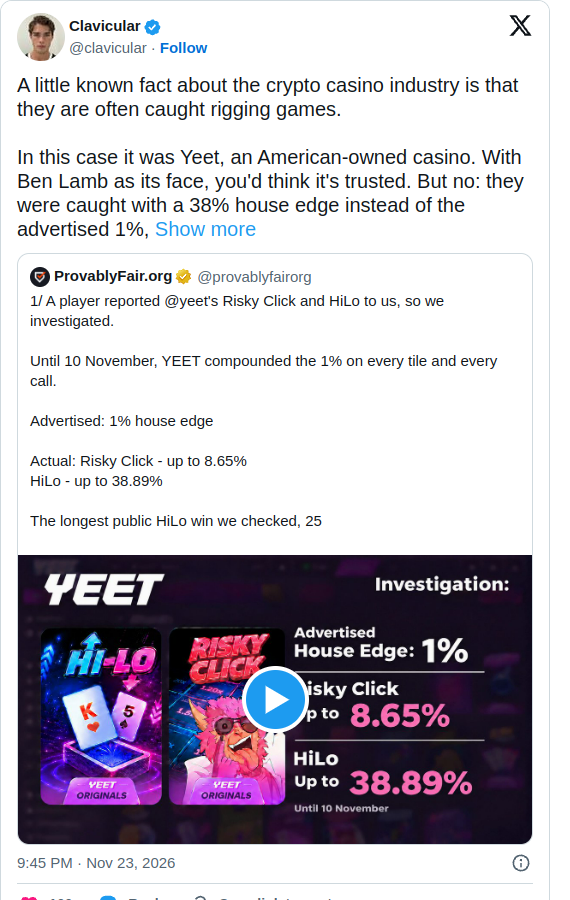 Clavicular
@clavicular · Follow
A little known fact about the crypto casino industry is that
they are often caught rigging games.
In this case it was Yeet, an American-owned casino. With
Ben Lamb as its face, you'd think it's trusted. But no: they
were caught with a 38% house edge instead of the
advertised 1%, Show more
ProvablyFair.org @provablyfairorg
1/ A player reported @yeet's Risky Click and HiLo to us, so we
investigated.
Until 10 November, YEET compounded the 1% on every tile and every
call.
Advertised: 1% house edge
Actual: Risky Click - up to 8.65%
HiLo - up to 38.89%
The longest public HiLo win we checked, 25
YEET
Investigation:
HI-LO
K
5
YEET
ORIGINALS
RISKY
CLICK
YEET
ORIGINALS
Advertised
House Edge: 1%
isky Click
p to 8.65%
HiLo
Up to 38.89%
Until 10 November
9:45 PM · Nov 23, 2026